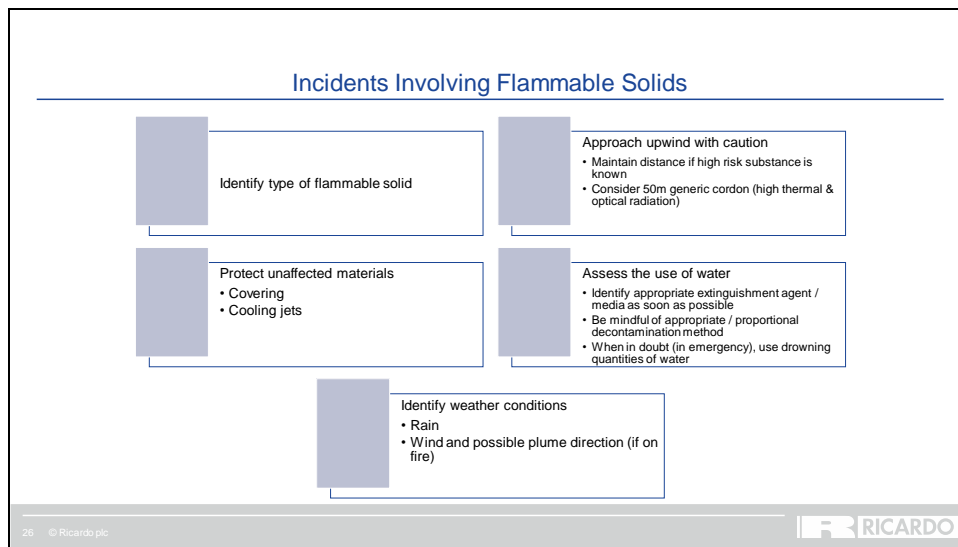 Incidents Involving Flammable Solids
Identify type of flammable solid
Approach upwind with caution
• Maintain distance if high risk substance is
known
• Consider 50m generic cordon (high thermal &
optical radiation)
Protect unaffected materials
• Covering
• Cooling jets
Assess the use of water
• Identify appropriate extinguishment agent /
media as soon as possible
• Be mindful of appropriate / proportional
decontamination method
• When in doubt (in emergency), use drowning
quantities of water
Identify weather conditions
• Rain
• Wind and possible plume direction (if on
fire)
26 © Ricardo plc
RICARDO